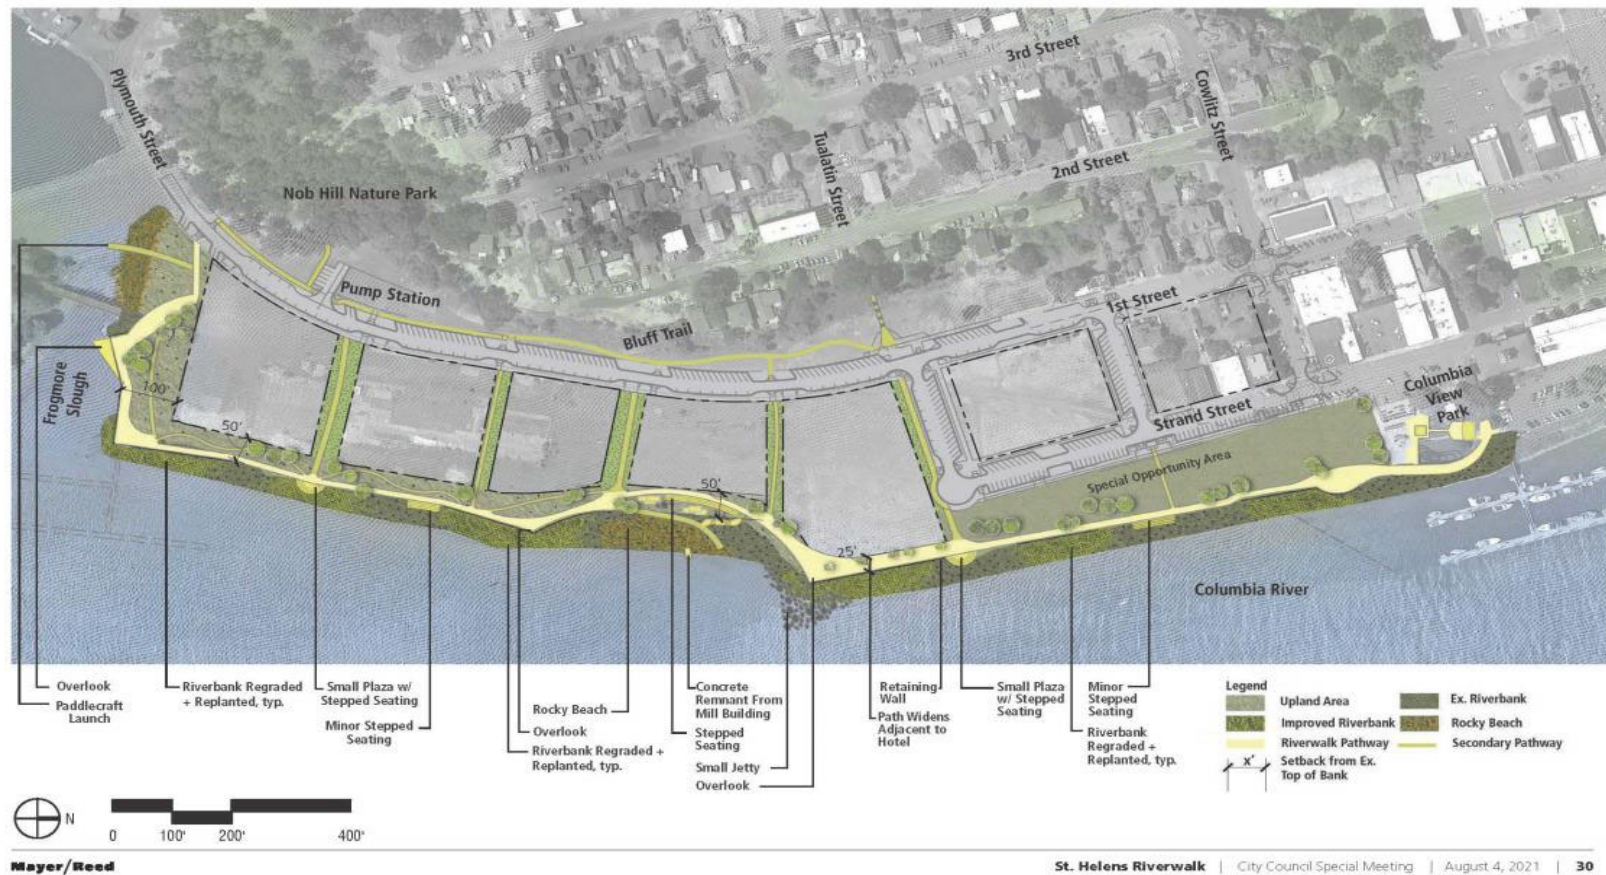 3rd Street
Cowlitz Street
Plymouth Street
Tualatin Street
2nd Street
Nob Hill Nature Park
Pump Station
1st Street
Bluff Trail
Columbia
View
Park
Frogmore
Slough
100'
Strand Street
50'
Special Opportunity Area
50'
25'
Columbia River
Overlook
Paddlecraft
Launch
Riverbank Regraded
+ Replanted, typ.
Small Plaza w/
Stepped Seating
Minor Stepped
Seating
Rocky Beach
Overlook
Riverbank Regraded +
Replanted, typ.
Concrete
Remnant From
Mill Building
Stepped
Seating
Small Jetty
Overlook
Retaining
Wall
Path Widens
Adjacent to
Hotel
Small Plaza
w/ Stepped
Seating
Minor
Stepped
Seating
Riverbank
Regraded +
Replanted, typ.
Legend
Upland Area
Improved Riverbank
Riverwalk Pathway
x' Setback from Ex.
Top of Bank
Ex. Riverbank
Rocky Beach
Secondary Pathway
N
0 100' 200' 400'
Mayer/Reed
St. Helens Riverwalk | City Council Special Meeting | August 4, 2021 | 30